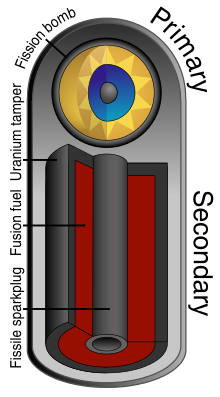 Fission bomb
Primary
Uranium tamper
Secondary
Fusion fuel
Fissile sparkplug